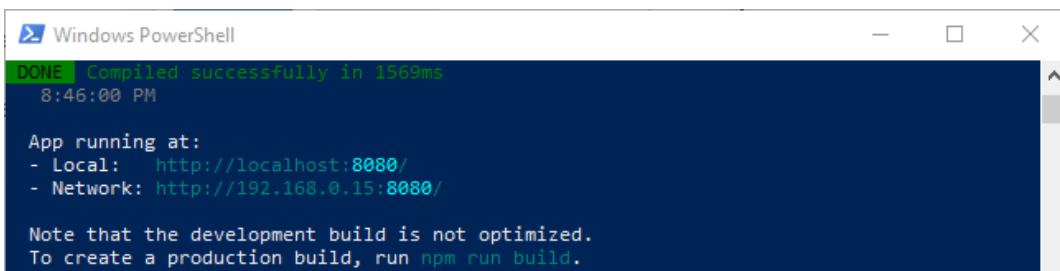 Windows PowerShell
DONE Compiled successfully in 1569ms
8:46:00 PM
App running at:
- Local: http://localhost:8080/
- Network: http://192.168.0.15:8080/
Note that the development build is not optimized.
To create a production build, run npm run build.